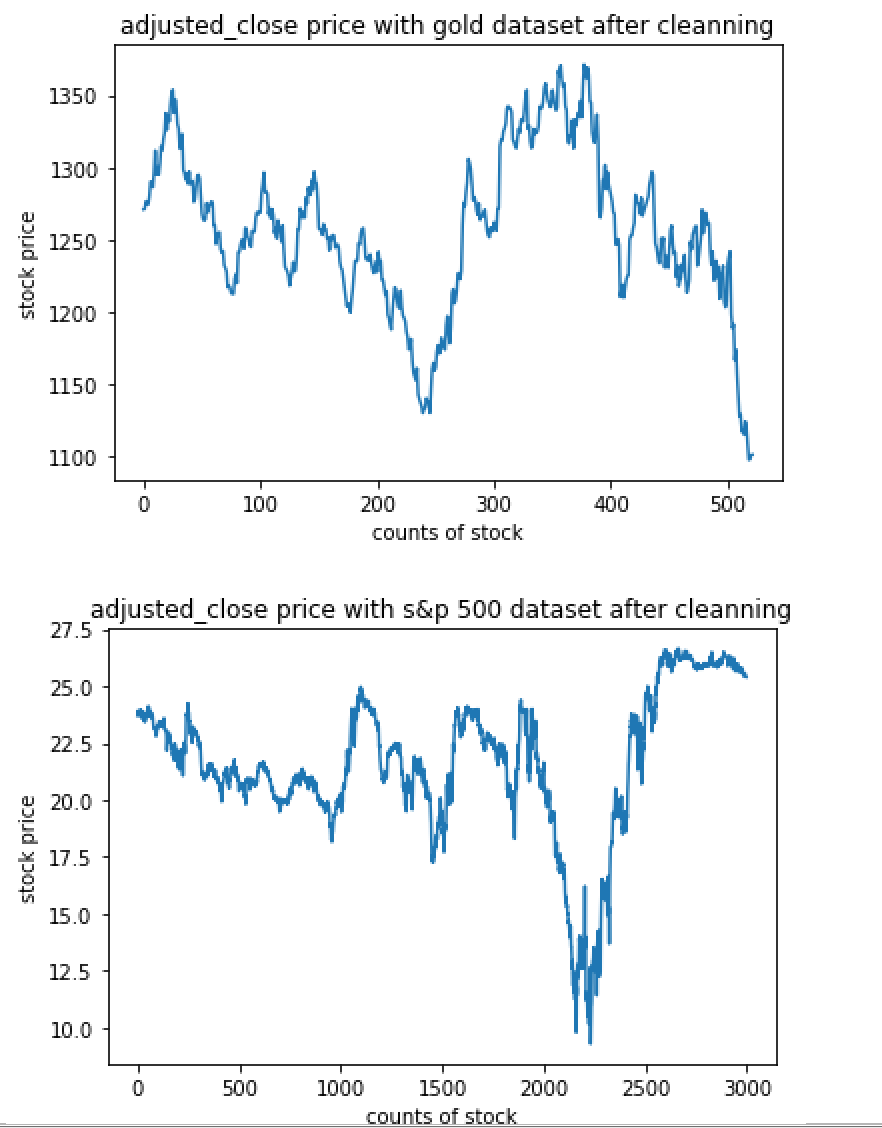 adjusted_close price with gold dataset after cleanning
1350
1300
1250
1200
1150
1100
stock price
0 100 200 300 400 500
counts of stock
adjusted_close price with s&p 500 dataset after cleanning
27.5
25.0
22.5
20.0
17.5
15.0
12.5
10.0
stock price
0 500 1000 1500 2000 2500 3000
counts of stock